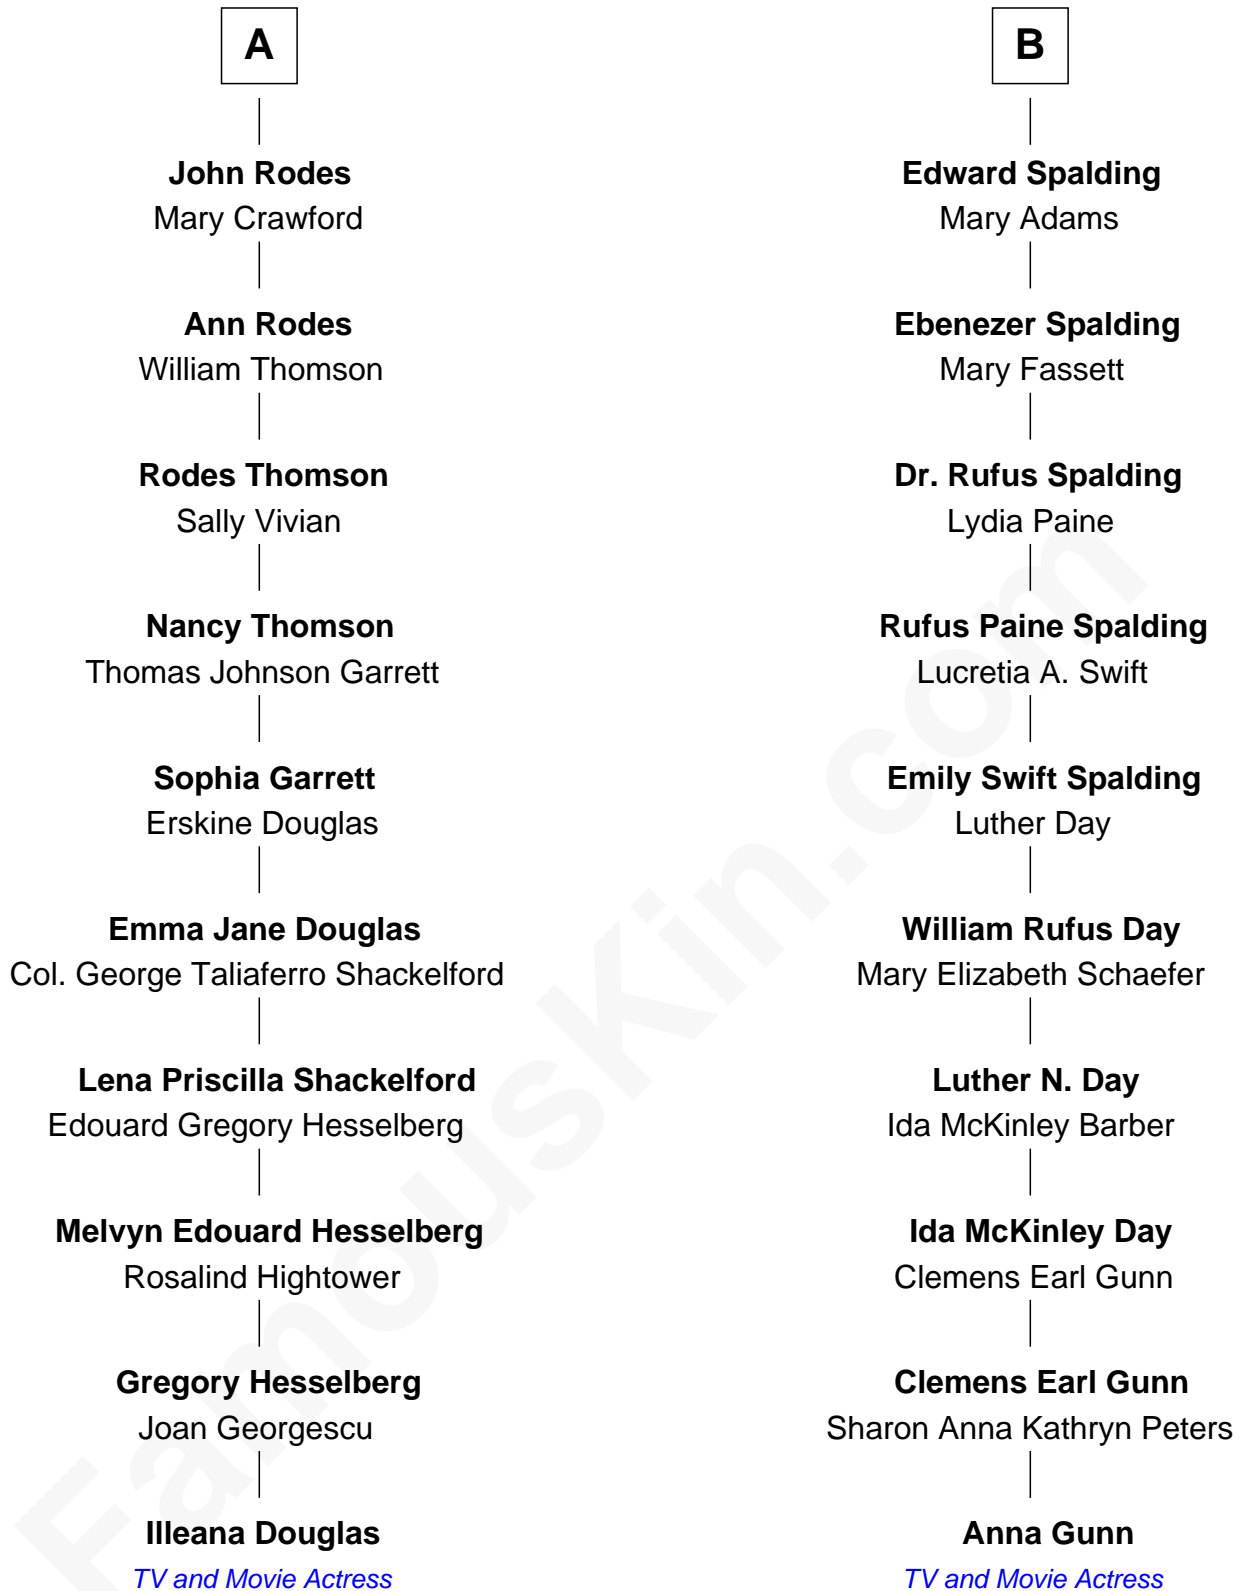 A
John Rodes
Mary Crawford
Ann Rodes
William Thomson
Rodes Thomson
Sally Vivian
Nancy Thomson
Thomas Johnson Garrett
Sophia Garrett
Erskine Douglas
Emma Jane Douglas
Col. George Taliaferro Shackelford
Lena Priscilla Shackelford
Edouard Gregory Hesselberg
Melvyn Edouard Hesselberg
Rosalind Hightower
Gregory Hesselberg
Joan Georgescu
Illeana Douglas
TV and Movie Actress
B
Edward Spalding
Mary Adams
Ebenezer Spalding
Mary Fassett
Dr. Rufus Spalding
Lydia Paine
Rufus Paine Spalding
Lucretia A. Swift
Emily Swift Spalding
Luther Day
William Rufus Day
Mary Elizabeth Schaefer
Luther N. Day
Ida McKinley Barber
Ida McKinley Day
Clemens Earl Gunn
Clemens Earl Gunn
Sharon Anna Kathryn Peters
Anna Gunn
TV and Movie Actress
FamousKin.com